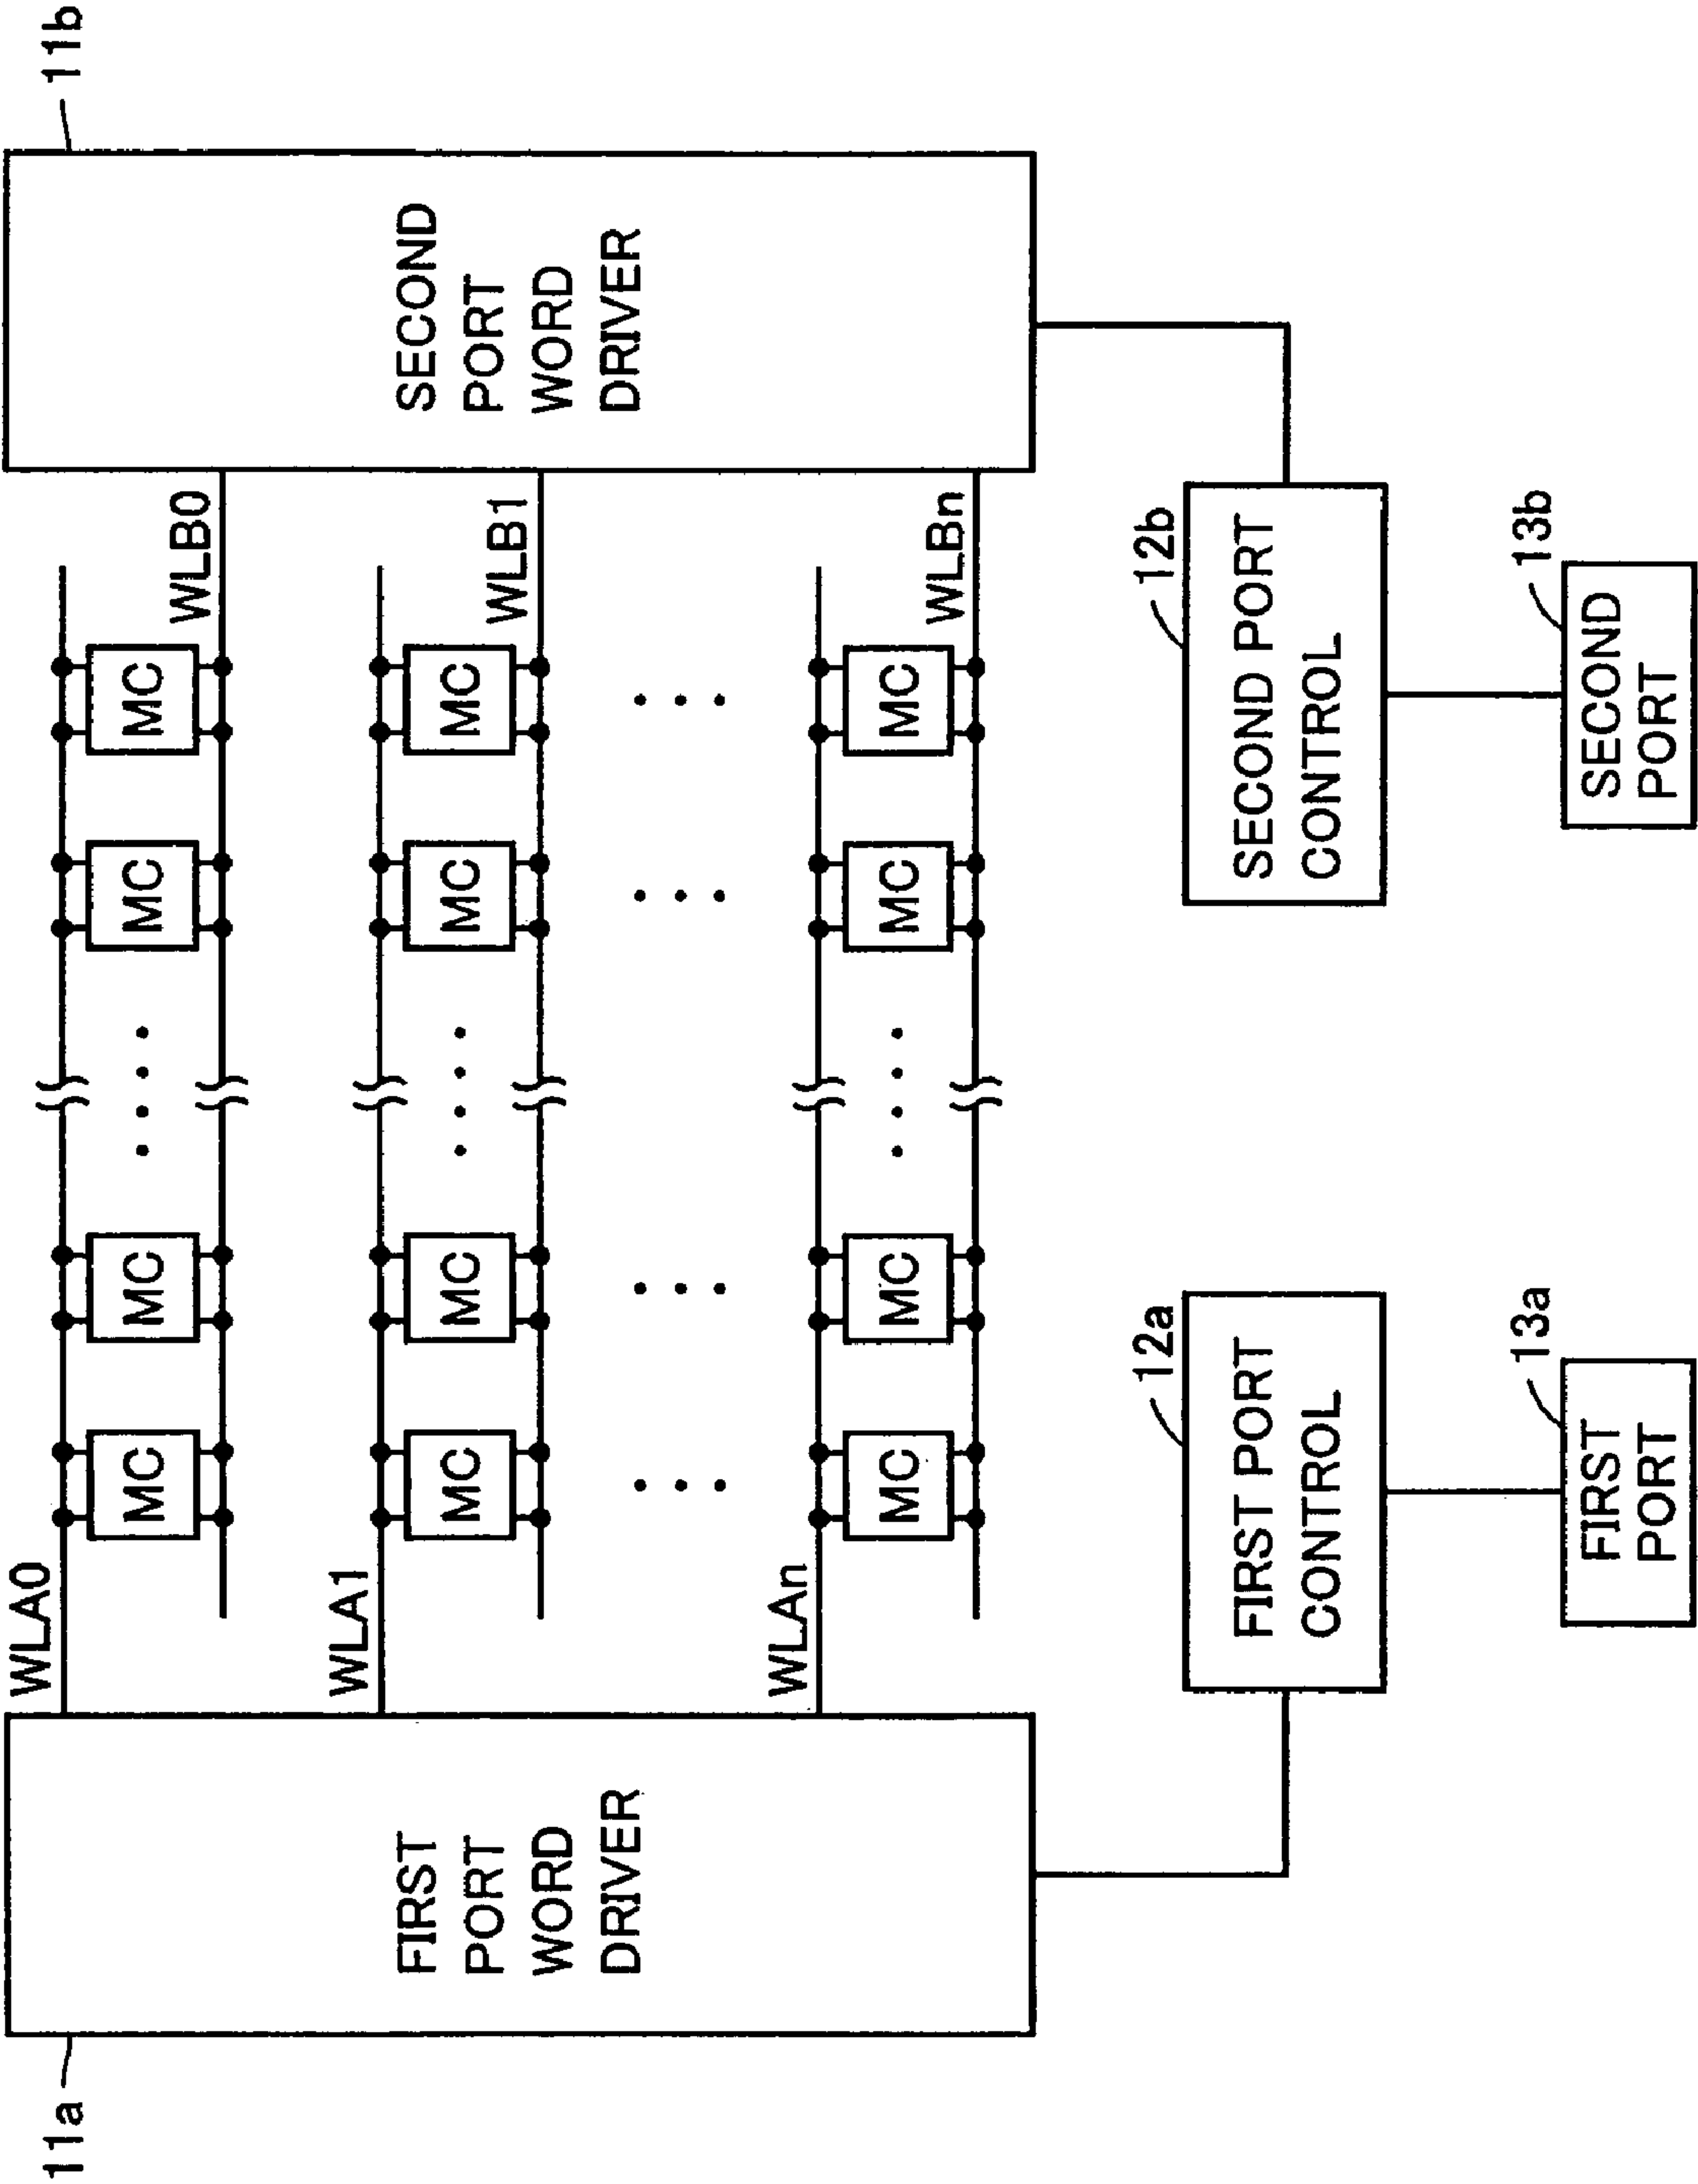 11a
11b
FIRST
PORT
WORD
DRIVER
SECOND
PORT
WORD
DRIVER
WLA0
MC
MC
MC
MC
WLB0
WLA1
MC
MC
MC
MC
WLB1
WLAn
MC
MC
MC
MC
WLBn
12a
FIRST PORT
CONTROL
12b
SECOND PORT
CONTROL
13a
FIRST
PORT
13b
SECOND
PORT